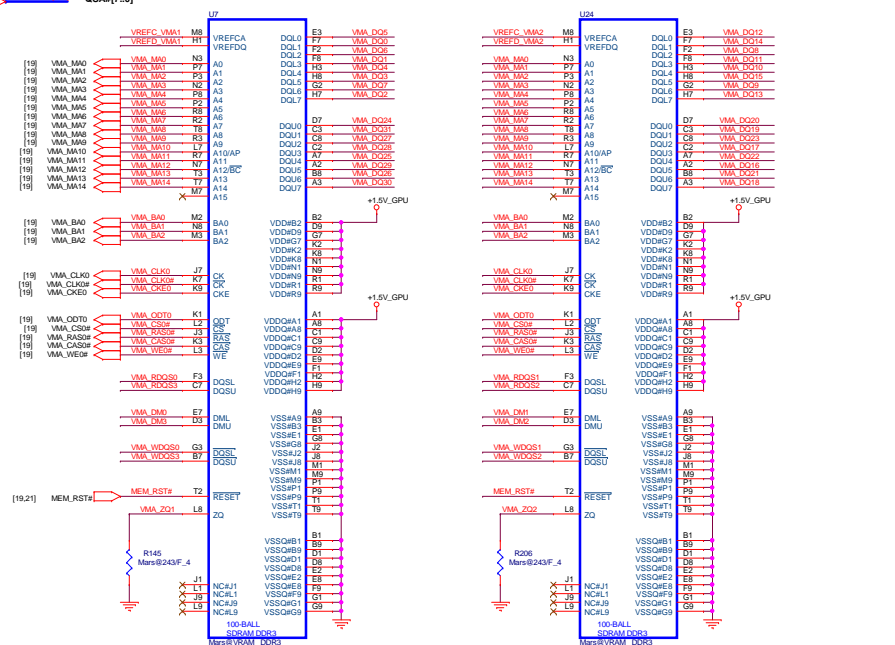 U7
VREFC_VMA1 M8 VREFCA
VREFD_VMA1 H1 VREFDQ
[19] VMA_MA0 VMA_MA0 N3 A0
[19] VMA_MA1 VMA_MA1 P7 A1
[19] VMA_MA2 VMA_MA2 P3 A2
[19] VMA_MA3 VMA_MA3 N2 A3
[19] VMA_MA4 VMA_MA4 P8 A4
[19] VMA_MA5 VMA_MA5 P2 A5
[19] VMA_MA6 VMA_MA6 R8 A6
[19] VMA_MA7 VMA_MA7 R2 A7
[19] VMA_MA8 VMA_MA8 T8 A8
[19] VMA_MA9 VMA_MA9 R3 A9
[19] VMA_MA10 VMA_MA10 L7 A10/AP
[19] VMA_MA11 VMA_MA11 R7 A11
[19] VMA_MA12 VMA_MA12 N7 A12/BC
[19] VMA_MA13 VMA_MA13 T3 A13
[19] VMA_MA14 VMA_MA14 T7 A14
M7 A15
[19] VMA_BA0 VMA_BA0 M2 BA0
[19] VMA_BA1 VMA_BA1 N8 BA1
[19] VMA_BA2 VMA_BA2 M3 BA2
[19] VMA_CLK0 VMA_CLK0 J7 CK
[19] VMA_CLK0# VMA_CLK0# K7 CK
[19] VMA_CKE0 VMA_CKE0 K9 CKE
[19] VMA_ODT0 VMA_ODT0 K1 ODT
[19] VMA_CS0# VMA_CS0# L2 CS
[19] VMA_RAS0# VMA_RAS0# J3 RAS
[19] VMA_CAS0# VMA_CAS0# K3 CAS
[19] VMA_WE0# VMA_WE0# L3 WE
VMA_RDQS0 F3 DQSL
VMA_RDQS3 C7 DQSU
VMA_DM0 E7 DML
VMA_DM3 D3 DMU
VMA_WDQS0 G3 DQSL
VMA_WDQS3 B7 DQSU
[19,21] MEM_RST# MEM_RST# T2 RESET
VMA_ZQ1 L8 ZQ
R145
Mars@243/F_4
J1 NC#J1
L1 NC#L1
J9 NC#J9
L9 NC#L9
DQL0 E3 VMA_DQ5
DQL1 F7 VMA_DQ0
DQL2 F2 VMA_DQ6
DQL3 F8 VMA_DQ1
DQL4 H3 VMA_DQ4
DQL5 H8 VMA_DQ3
DQL6 G2 VMA_DQ7
DQL7 H7 VMA_DQ2
DQU0 D7 VMA_DQ24
DQU1 C3 VMA_DQ31
DQU2 C8 VMA_DQ27
DQU3 C2 VMA_DQ28
DQU4 A7 VMA_DQ25
DQU5 A2 VMA_DQ29
DQU6 B8 VMA_DQ26
DQU7 A3 VMA_DQ30
+1.5V_GPU
VDD#B2 B2
VDD#D9 D9
VDD#G7 G7
VDD#K2 K2
VDD#K8 K8
VDD#N1 N1
VDD#N9 N9
VDD#R1 R1
VDD#R9 R9
+1.5V_GPU
VDDQ#A1 A1
VDDQ#A8 A8
VDDQ#C1 C1
VDDQ#C9 C9
VDDQ#D2 D2
VDDQ#E9 E9
VDDQ#F1 F1
VDDQ#H2 H2
VDDQ#H9 H9
VSS#A9 A9
VSS#B3 B3
VSS#E1 E1
VSS#G8 G8
VSS#J2 J2
VSS#J8 J8
VSS#M1 M1
VSS#M9 M9
VSS#P1 P1
VSS#P9 P9
VSS#T1 T1
VSS#T9 T9
VSSQ#B1 B1
VSSQ#B9 B9
VSSQ#D1 D1
VSSQ#D8 D8
VSSQ#E2 E2
VSSQ#E8 E8
VSSQ#F9 F9
VSSQ#G1 G1
VSSQ#G9 G9
100-BALL
SDRAM DDR3
Mars@VRAM _DDR3
U24
VREFC_VMA2 M8 VREFCA
VREFD_VMA2 H1 VREFDQ
VMA_MA0 N3 A0
VMA_MA1 P7 A1
VMA_MA2 P3 A2
VMA_MA3 N2 A3
VMA_MA4 P8 A4
VMA_MA5 P2 A5
VMA_MA6 R8 A6
VMA_MA7 R2 A7
VMA_MA8 T8 A8
VMA_MA9 R3 A9
VMA_MA10 L7 A10/AP
VMA_MA11 R7 A11
VMA_MA12 N7 A12/BC
VMA_MA13 T3 A13
VMA_MA14 T7 A14
M7 A15
VMA_BA0 M2 BA0
VMA_BA1 N8 BA1
VMA_BA2 M3 BA2
VMA_CLK0 J7 CK
VMA_CLK0# K7 CK
VMA_CKE0 K9 CKE
VMA_ODT0 K1 ODT
VMA_CS0# L2 CS
VMA_RAS0# J3 RAS
VMA_CAS0# K3 CAS
VMA_WE0# L3 WE
VMA_RDQS1 F3 DQSL
VMA_RDQS2 C7 DQSU
VMA_DM1 E7 DML
VMA_DM2 D3 DMU
VMA_WDQS1 G3 DQSL
VMA_WDQS2 B7 DQSU
MEM_RST# T2 RESET
VMA_ZQ2 L8 ZQ
R206
Mars@243/F_4
J1 NC#J1
L1 NC#L1
J9 NC#J9
L9 NC#L9
DQL0 E3 VMA_DQ12
DQL1 F7 VMA_DQ14
DQL2 F2 VMA_DQ8
DQL3 F8 VMA_DQ11
DQL4 H3 VMA_DQ10
DQL5 H8 VMA_DQ15
DQL6 G2 VMA_DQ9
DQL7 H7 VMA_DQ13
DQU0 D7 VMA_DQ20
DQU1 C3 VMA_DQ19
DQU2 C8 VMA_DQ23
DQU3 C2 VMA_DQ17
DQU4 A7 VMA_DQ22
DQU5 A2 VMA_DQ16
DQU6 B8 VMA_DQ21
DQU7 A3 VMA_DQ18
+1.5V_GPU
VDD#B2 B2
VDD#D9 D9
VDD#G7 G7
VDD#K2 K2
VDD#K8 K8
VDD#N1 N1
VDD#N9 N9
VDD#R1 R1
VDD#R9 R9
+1.5V_GPU
VDDQ#A1 A1
VDDQ#A8 A8
VDDQ#C1 C1
VDDQ#C9 C9
VDDQ#D2 D2
VDDQ#E9 E9
VDDQ#F1 F1
VDDQ#H2 H2
VDDQ#H9 H9
VSS#A9 A9
VSS#B3 B3
VSS#E1 E1
VSS#G8 G8
VSS#J2 J2
VSS#J8 J8
VSS#M1 M1
VSS#M9 M9
VSS#P1 P1
VSS#P9 P9
VSS#T1 T1
VSS#T9 T9
VSSQ#B1 B1
VSSQ#B9 B9
VSSQ#D1 D1
VSSQ#D8 D8
VSSQ#E2 E2
VSSQ#E8 E8
VSSQ#F9 F9
VSSQ#G1 G1
VSSQ#G9 G9
100-BALL
SDRAM DDR3
Mars@VRAM _DDR3